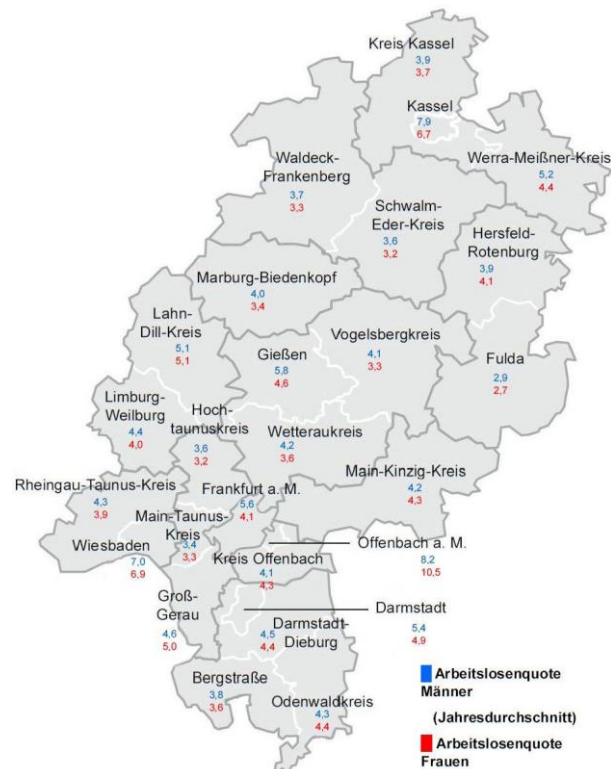 Kreis Kassel
3,9
3,7
Kassel
7,9
6,7
Werra-Meißner-Kreis
5,2
4,4
Waldeck-
Frankenberg
3,7
3,3
Schwalm-
Eder-Kreis
3,6
3,2
Hersfeld-
Rotenburg
3,9
4,1
Marburg-Biedenkopf
4,0
3,4
Lahn-
Dill-Kreis
5,1
5,1
Gießen
5,8
4,6
Vogelsbergkreis
4,1
3,3
Fulda
2,9
2,7
Limburg-
Weilburg
4,4
4,0
Hoch-
taunuskreis
3,6
3,2
Wetteraukreis
4,2
3,6
Main-Kinzig-Kreis
4,2
4,3
Rheingau-Taunus-Kreis
4,3
3,9
Frankfurt a. M.
5,6
4,1
Main-Taunus-
Kreis
3,4
3,3
Wiesbaden
7,0
6,9
Kreis Offenbach
4,1
4,3
Offenbach a. M.
8,2
10,5
Groß-
Gerau
4,6
5,0
Darmstadt
5,4
4,9
Darmstadt-
Dieburg
4,5
4,4
Bergstraße
3,8
3,6
Odenwaldkreis
4,3
4,4
Arbeitslosenquote
Männer
(Jahresdurchschnitt)
Arbeitslosenquote
Frauen